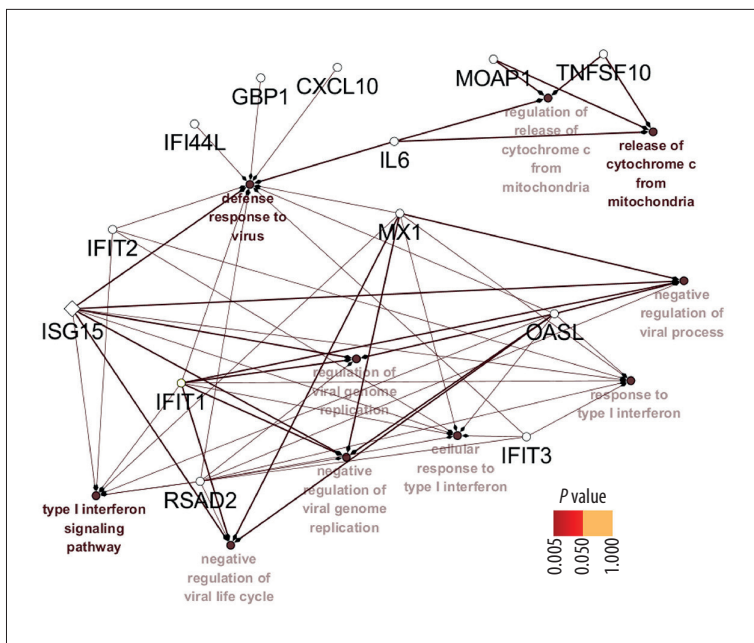 MOAP1
TNFSF10
CXCL10
GBP1
regulation of
release of
cytochrome c
from
mitochondria
IFI44L
IL6
release of
cytochrome c
from
mitochondria
defense
response to
virus
IFIT2
MX1
negative
regulation of
viral process
ISG15
OASL
regulation of
viral genome
replication
response to
type I interferon
IFIT1
cellular
response to
type I interferon
IFIT3
negative
regulation of
viral genome
replication
RSAD2
type I interferon
signaling
pathway
negative
regulation of
viral life cycle
P value
0.005
0.050
1.000